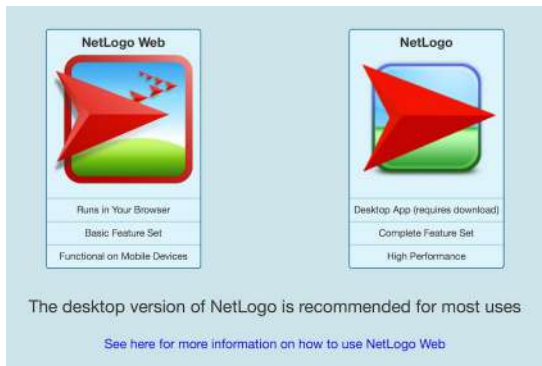 NetLogo Web
Runs in Your Browser
Basic Feature Set
Functional on Mobile Devices
NetLogo
Desktop App (requires download)
Complete Feature Set
High Performance
The desktop version of NetLogo is recommended for most uses
See here for more information on how to use NetLogo Web